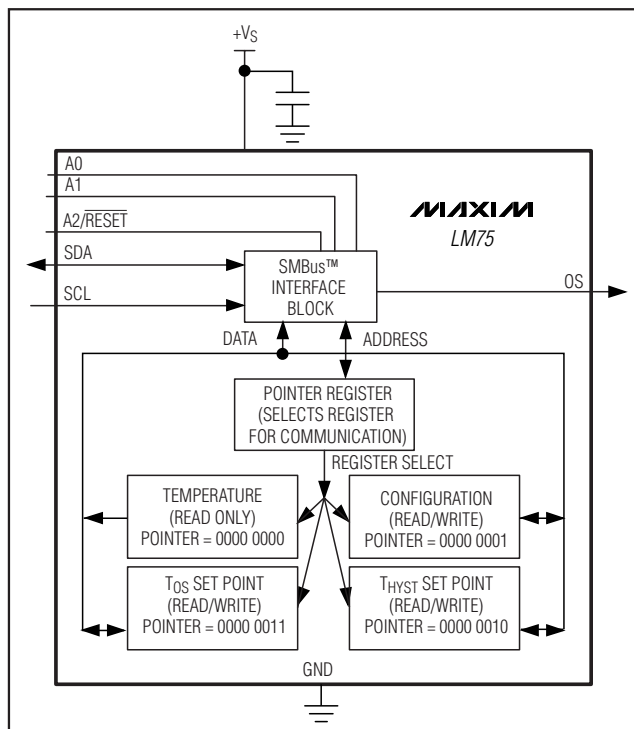 +VS
A0
A1
A2/RESET
MAXIM
LM75
SDA
SMBus™
INTERFACE
BLOCK
SCL
OS
DATA
ADDRESS
POINTER REGISTER
(SELECTS REGISTER
FOR COMMUNICATION)
REGISTER SELECT
TEMPERATURE
(READ ONLY)
POINTER = 0000 0000
CONFIGURATION
(READ/WRITE)
POINTER = 0000 0001
TOS SET POINT
(READ/WRITE)
POINTER = 0000 0011
THYST SET POINT
(READ/WRITE)
POINTER = 0000 0010
GND